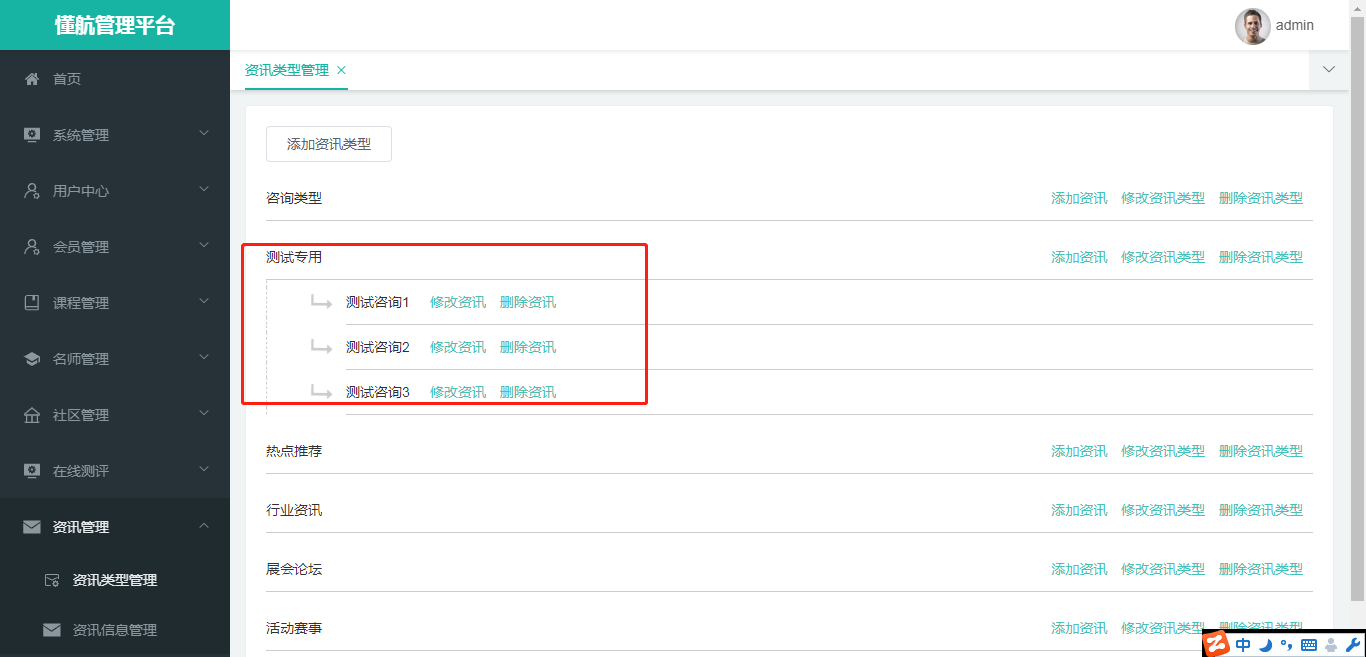 懂航管理平台
admin
首页
系统管理
用户中心
会员管理
课程管理
名师管理
社区管理
在线测评
资讯管理
资讯类型管理
资讯信息管理
资讯类型管理 ×
添加资讯类型
咨询类型 添加资讯 修改资讯类型 删除资讯类型
测试专用 添加资讯 修改资讯类型 删除资讯类型
测试咨询1 修改资讯 删除资讯
测试咨询2 修改资讯 删除资讯
测试咨询3 修改资讯 删除资讯
热点推荐 添加资讯 修改资讯类型 删除资讯类型
行业资讯 添加资讯 修改资讯类型 删除资讯类型
展会论坛 添加资讯 修改资讯类型 删除资讯类型
活动赛事 添加资讯 修改资讯类型 删除资讯类型
中